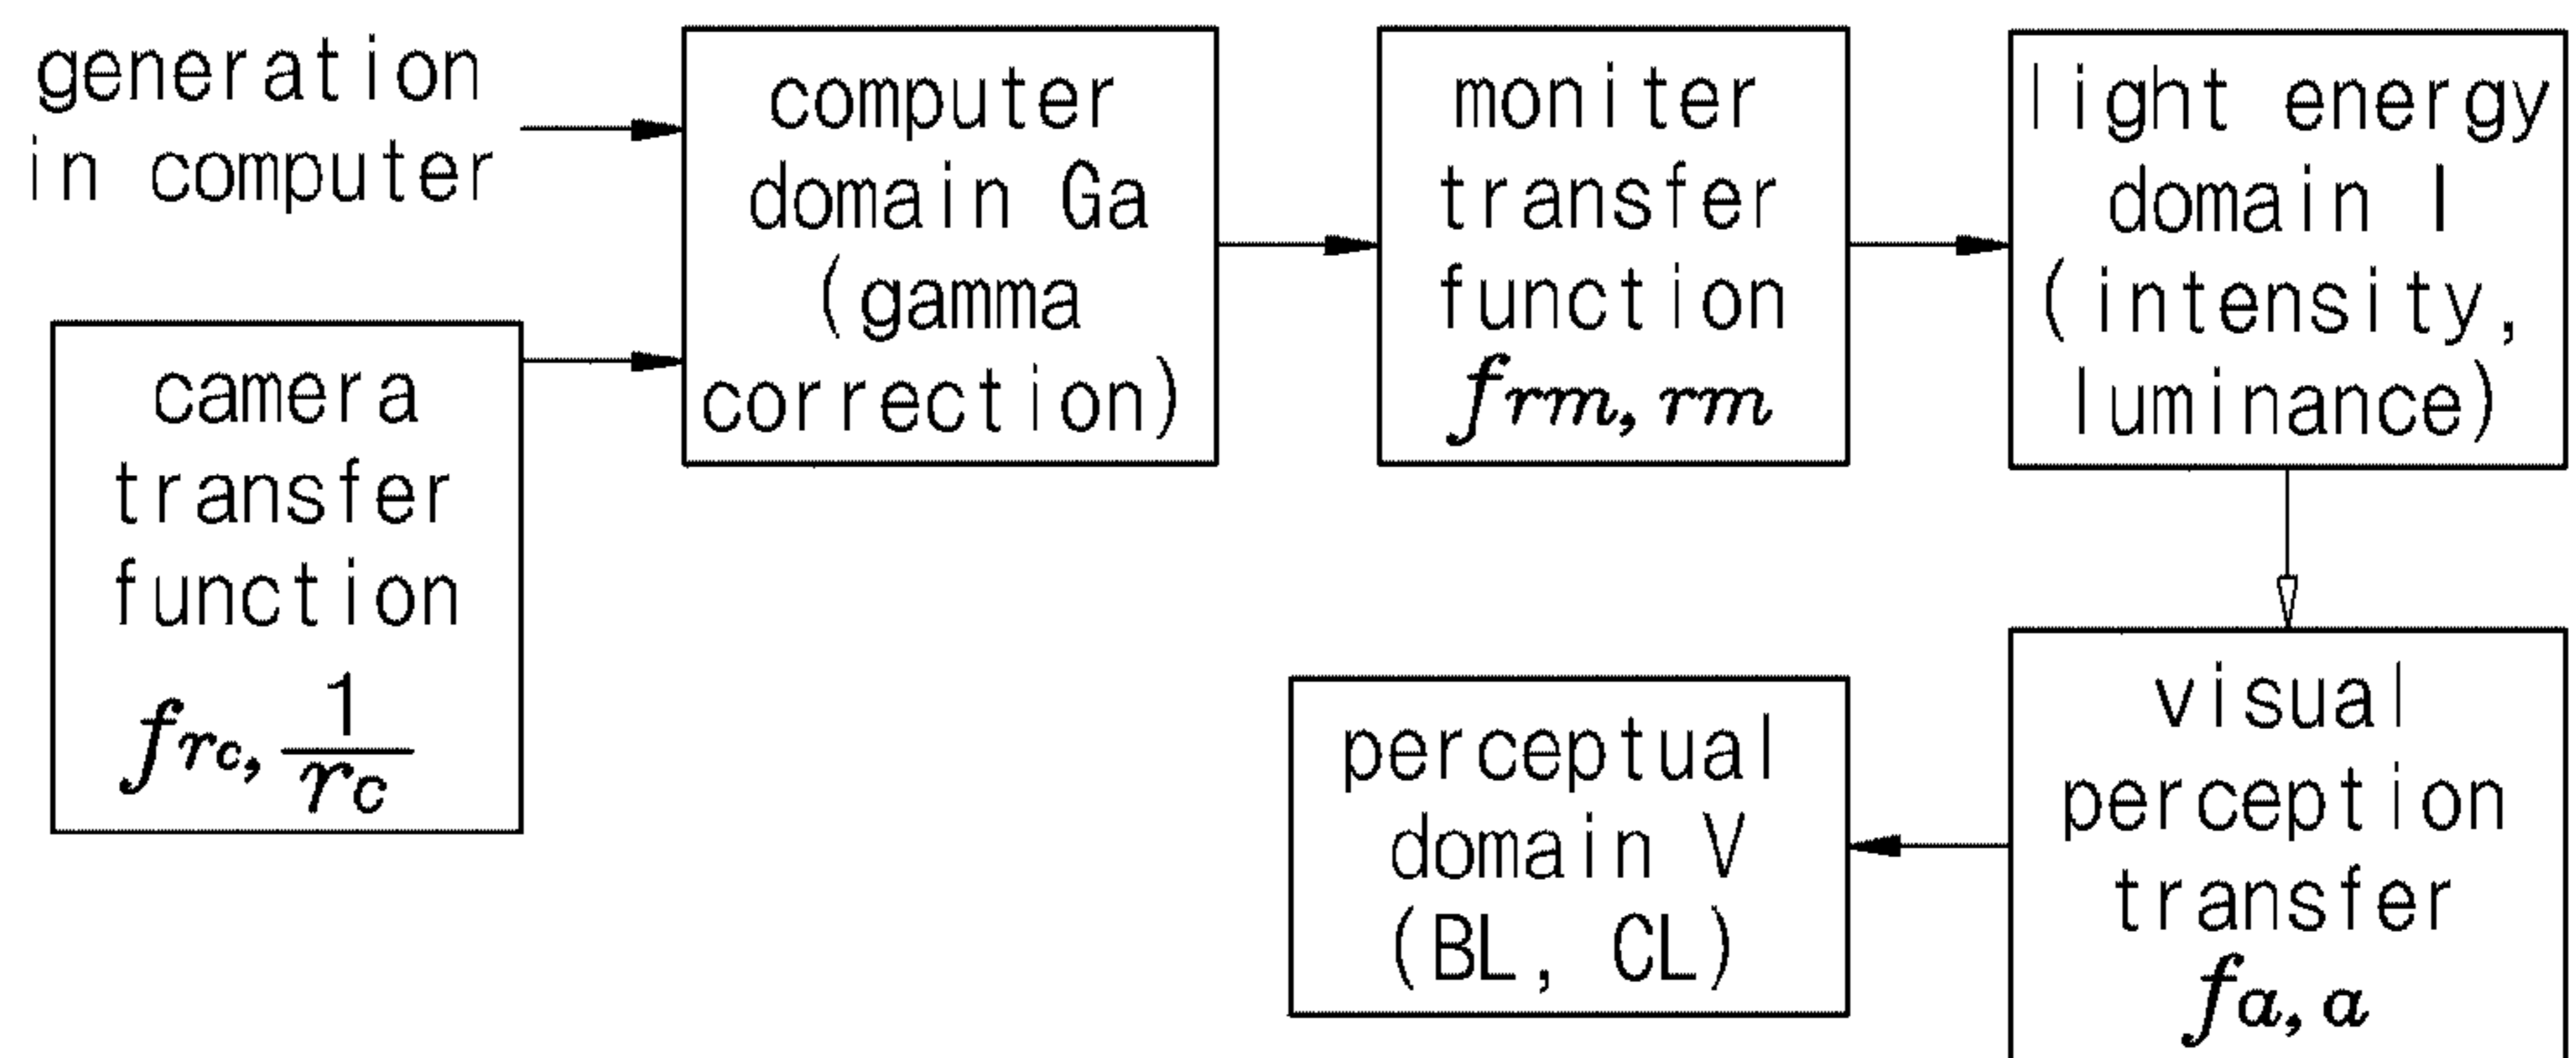 generation
in computer
computer
domain Ga
(gamma
correction)
moniter
transfer
function
frm, rm
light energy
domain I
(intensity,
luminance)
camera
transfer
function
frc, 1/rc
visual
perception
transfer
fa, a
perceptual
domain V
(BL, CL)